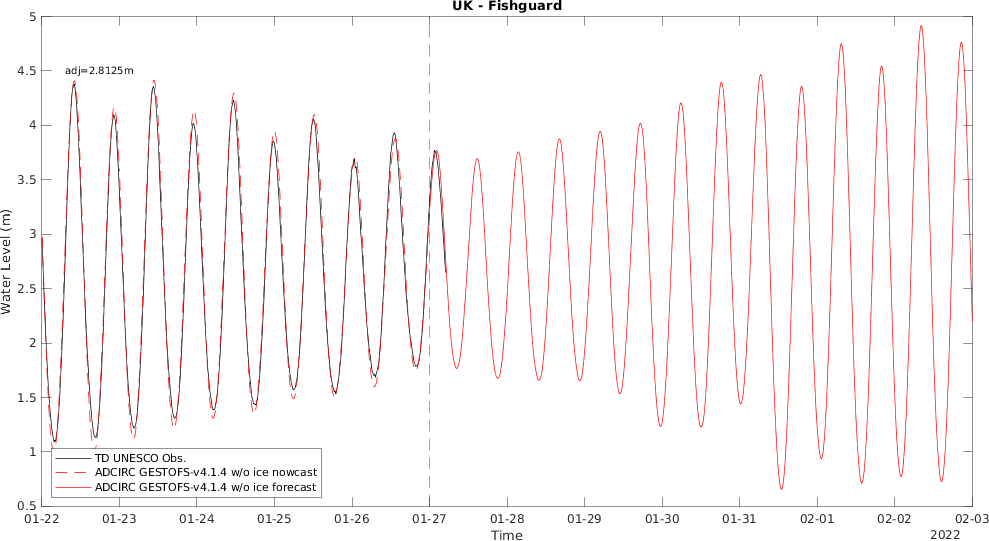 UK - Fishguard
5
4.5
4
3.5
3
2.5
2
1.5
1
0.5
Water Level (m)
adj=2.8125m
TD UNESCO Obs.
ADCIRC GESTOFS-v4.1.4 w/o ice nowcast
ADCIRC GESTOFS-v4.1.4 w/o ice forecast
01-22 01-23 01-24 01-25 01-26 01-27 01-28 01-29 01-30 01-31 02-01 02-02 02-03
Time
2022